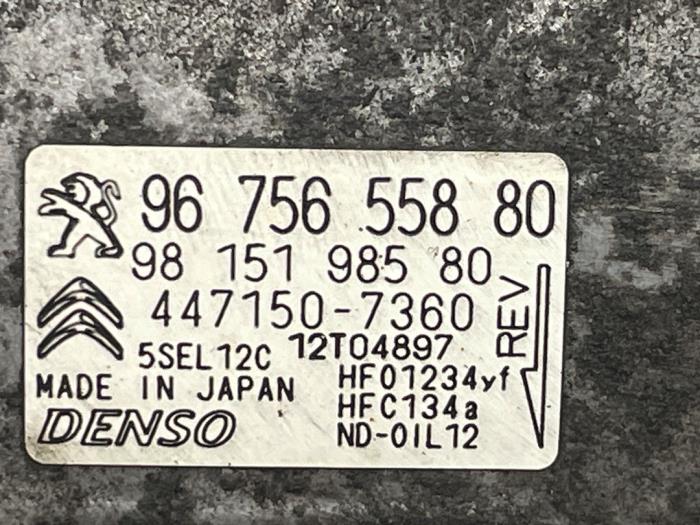 96 756 558 80
98 151 985 80
447150-7360
5SEL12C 12T04897
REV
MADE IN JAPAN HF01234yf
HFC134a
DENSO ND-OIL12